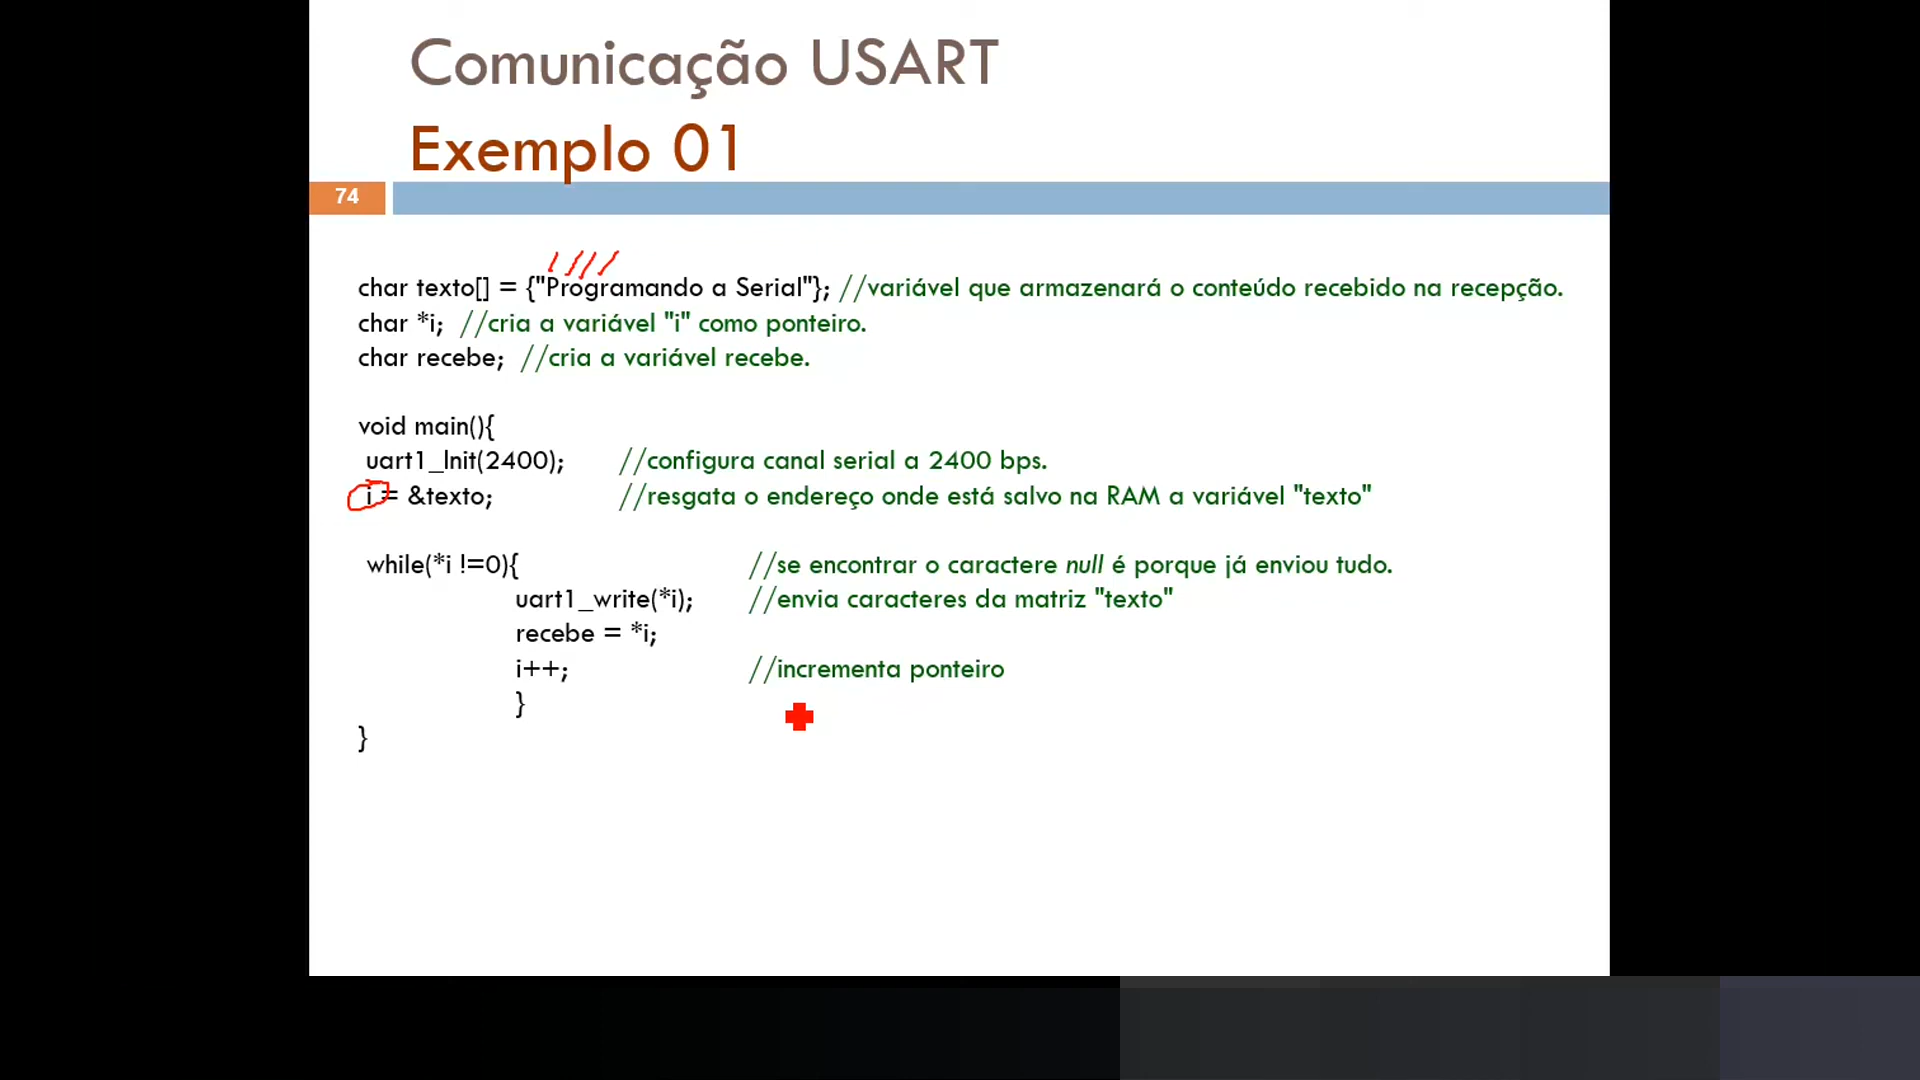 Comunicação USART
Exemplo 01
74
char texto[] = {"Programando a Serial"}; //variável que armazenará o conteúdo recebido na recepção.
char *i; //cria a variável "i" como ponteiro.
char recebe; //cria a variável recebe.
void main(){
uart1_Init(2400); //configura canal serial a 2400 bps.
i = &texto; //resgata o endereço onde está salvo na RAM a variável "texto"
while(*i !=0){ //se encontrar o caractere null é porque já enviou tudo.
uart1_write(*i); //envia caracteres da matriz "texto"
recebe = *i;
i++; //incrementa ponteiro
}
}